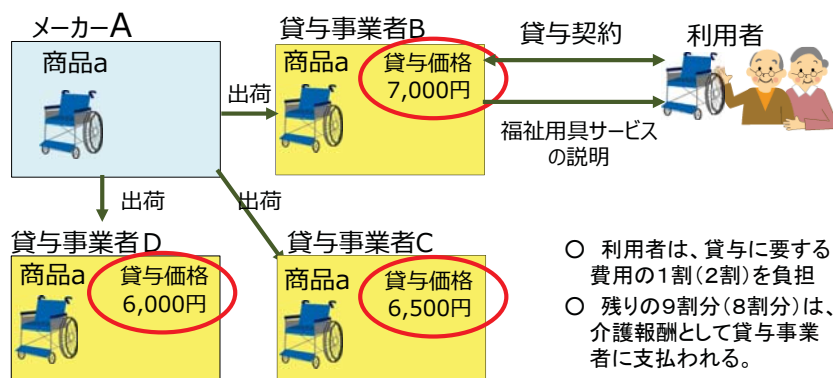 メーカーA
商品a
出荷
貸与事業者B
商品a
貸与価格
7,000円
貸与契約
利用者
福祉用具サービス
の説明
出荷
出荷
貸与事業者D
商品a
貸与価格
6,000円
貸与事業者C
商品a
貸与価格
6,500円
○ 利用者は、貸与に要する
費用の1割(2割)を負担
○ 残りの9割分(8割分)は、
介護報酬として貸与事業
者に支払われる。